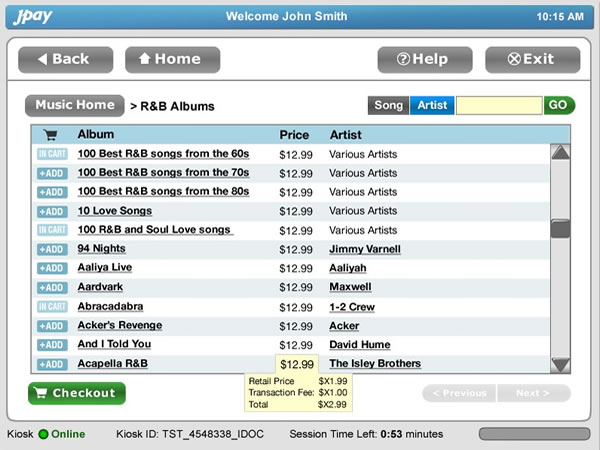 jpay Welcome John Smith 10:15 AM
Back Home Help Exit
Music Home > R&B Albums Song Artist GO
Album Price Artist
IN CART 100 Best R&B songs from the 60s $12.99 Various Artists
+ADD 100 Best R&B songs from the 70s $12.99 Various Artists
+ADD 100 Best R&B songs from the 80s $12.99 Various Artists
+ADD 10 Love Songs $12.99 Various Artists
IN CART 100 R&B and Soul Love songs $12.99 Various Artists
+ADD 94 Nights $12.99 Jimmy Varnell
+ADD Aaliya Live $12.99 Aaliyah
+ADD Aardvark $12.99 Maxwell
IN CART Abracadabra $12.99 1-2 Crew
+ADD Acker's Revenge $12.99 Acker
+ADD And I Told You $12.99 David Hume
+ADD Acapella R&B $12.99 The Isley Brothers
Retail Price $X1.99
Transaction Fee: $X1.00
Total $X2.99
Checkout < Previous Next >
Kiosk Online Kiosk ID: TST_4548338_IDOC Session Time Left: 0:53 minutes